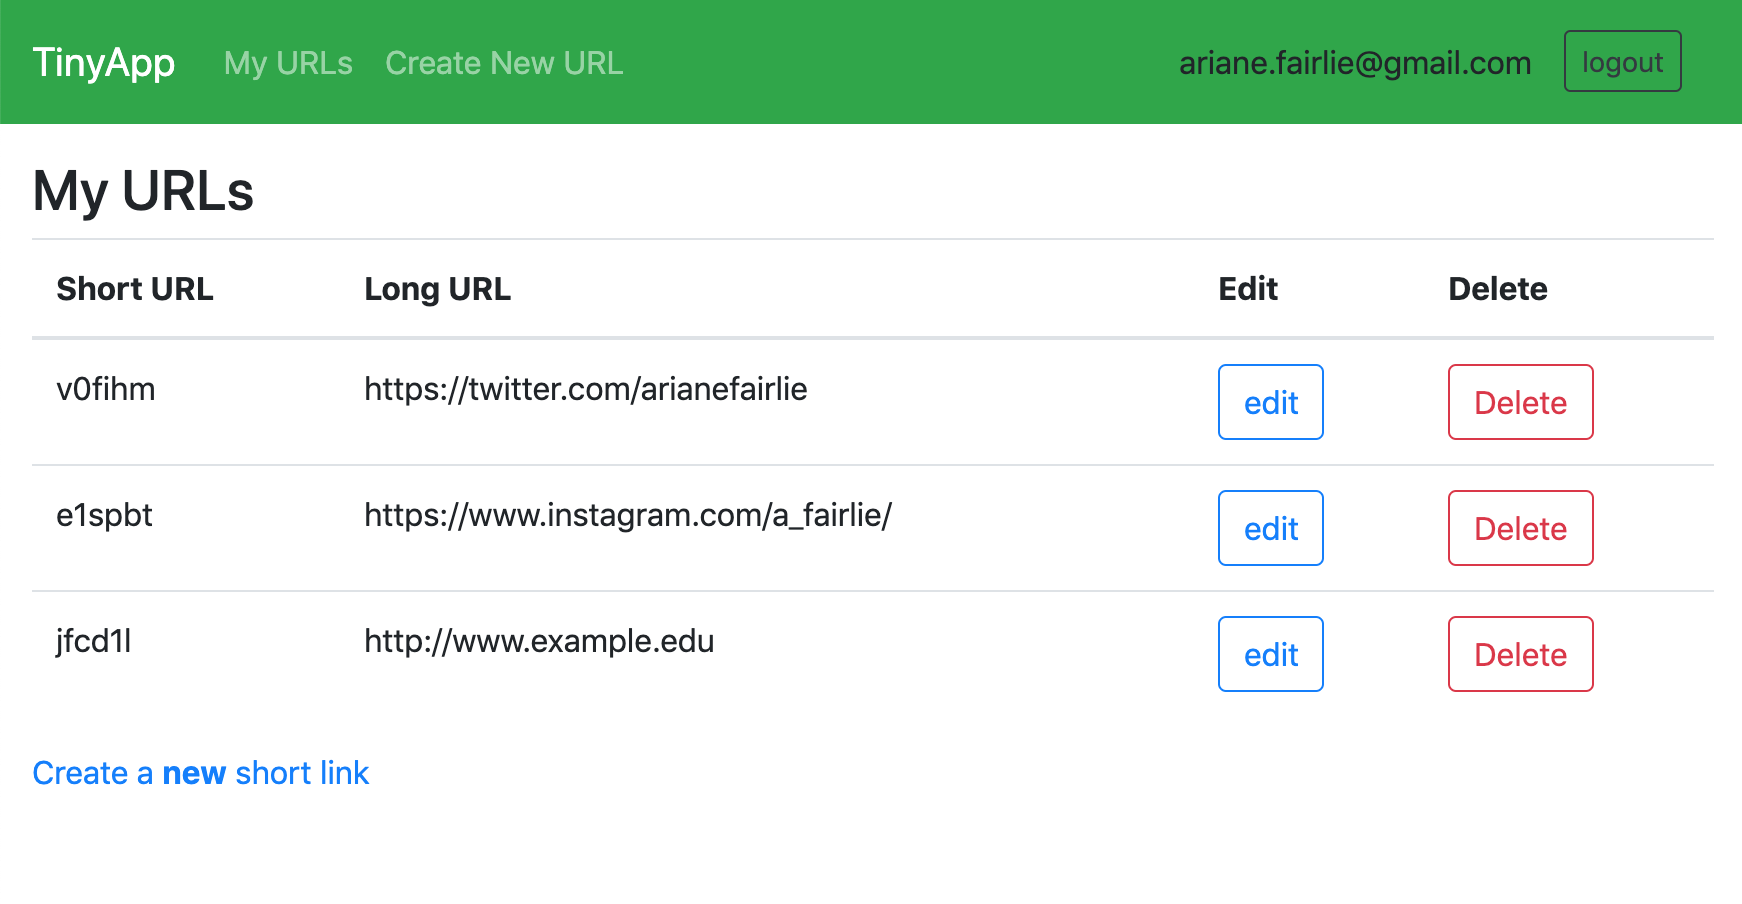 TinyApp My URLs Create New URL ariane.fairlie@gmail.com logout
My URLs
Short URL Long URL Edit Delete
v0fihm https://twitter.com/arianefairlie edit Delete
e1spbt https://www.instagram.com/a_fairlie/ edit Delete
jfcd1l http://www.example.edu edit Delete
Create a new short link